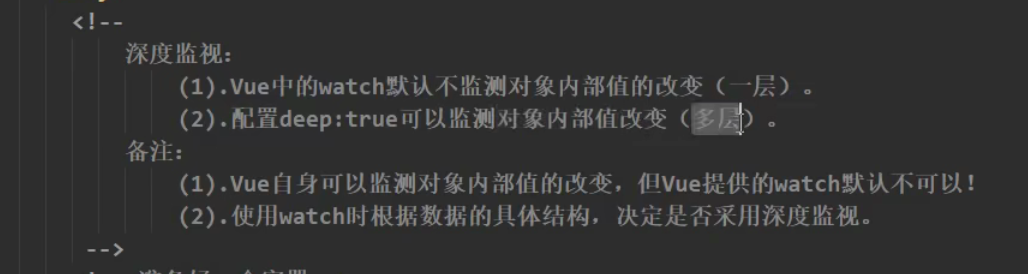 <!--
深度监视:
(1).Vue中的watch默认不监测对象内部值的改变（一层）。
(2).配置deep:true可以监测对象内部值改变（多层）。
备注:
(1).Vue自身可以监测对象内部值的改变，但Vue提供的watch默认不可以！
(2).使用watch时根据数据的具体结构，决定是否采用深度监视。
-->